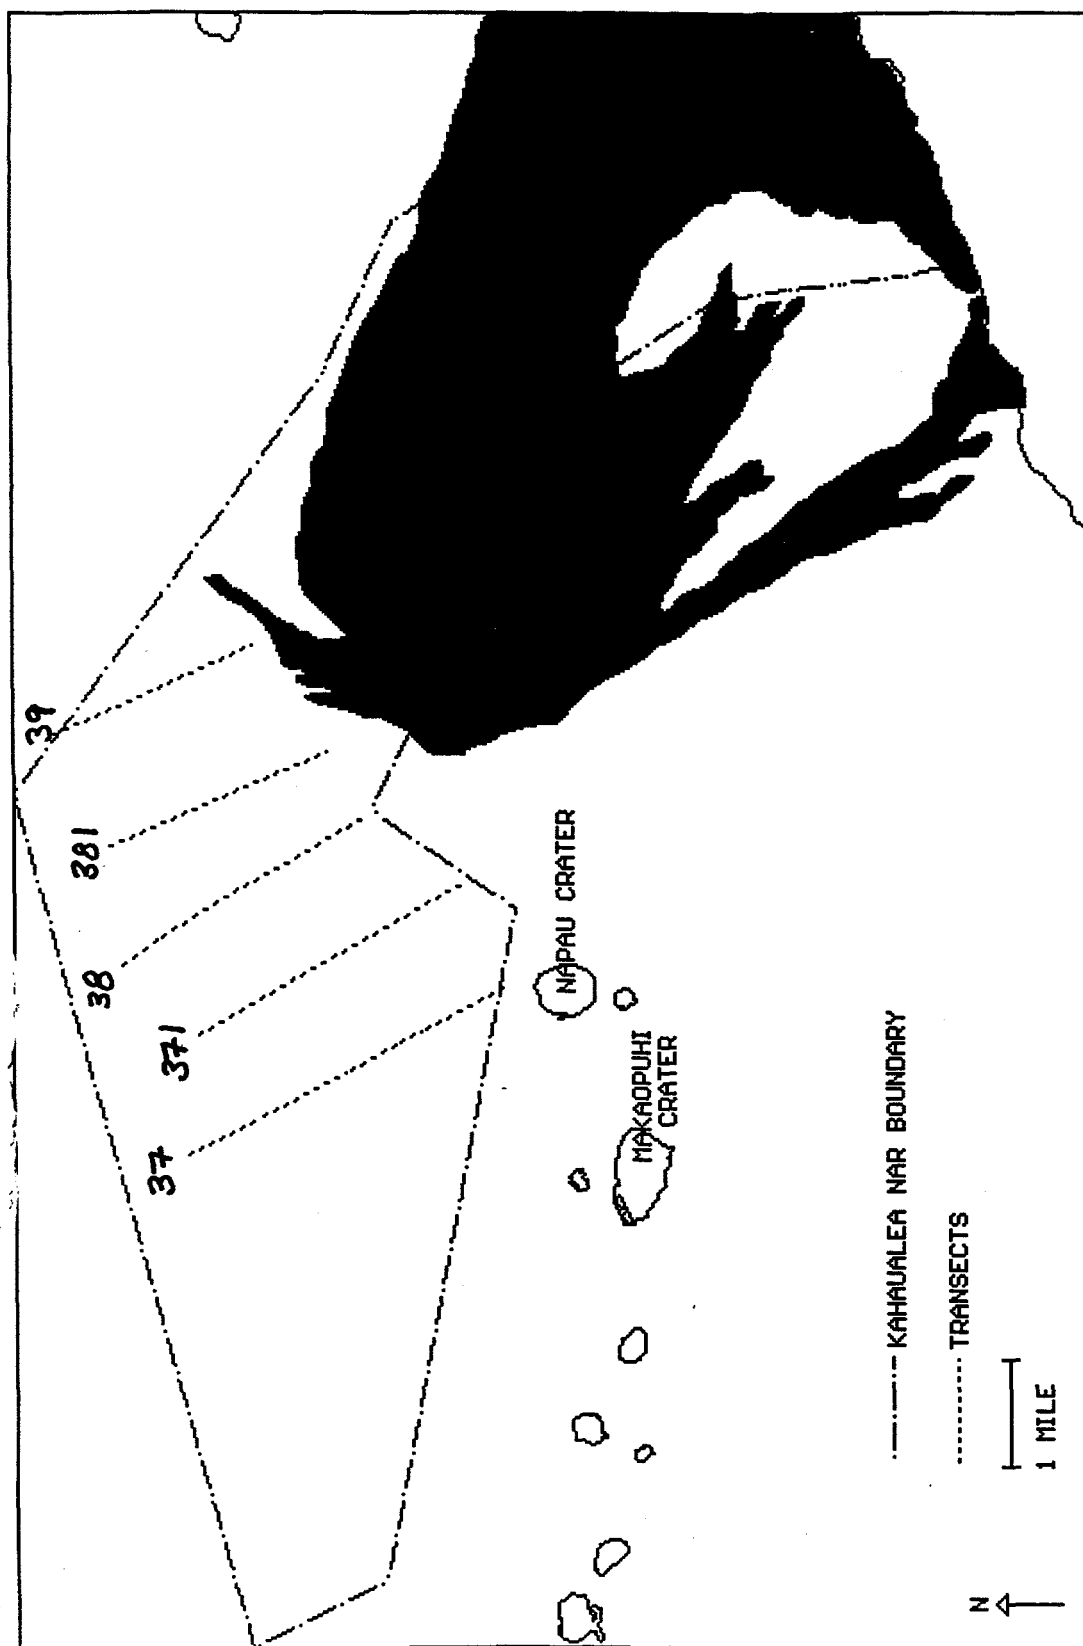 37
371
38
381
39
NAPAU CRATER
MAKAOPUHI
CRATER
KAHAUALEA NAR BOUNDARY
TRANSECTS
1 MILE
N